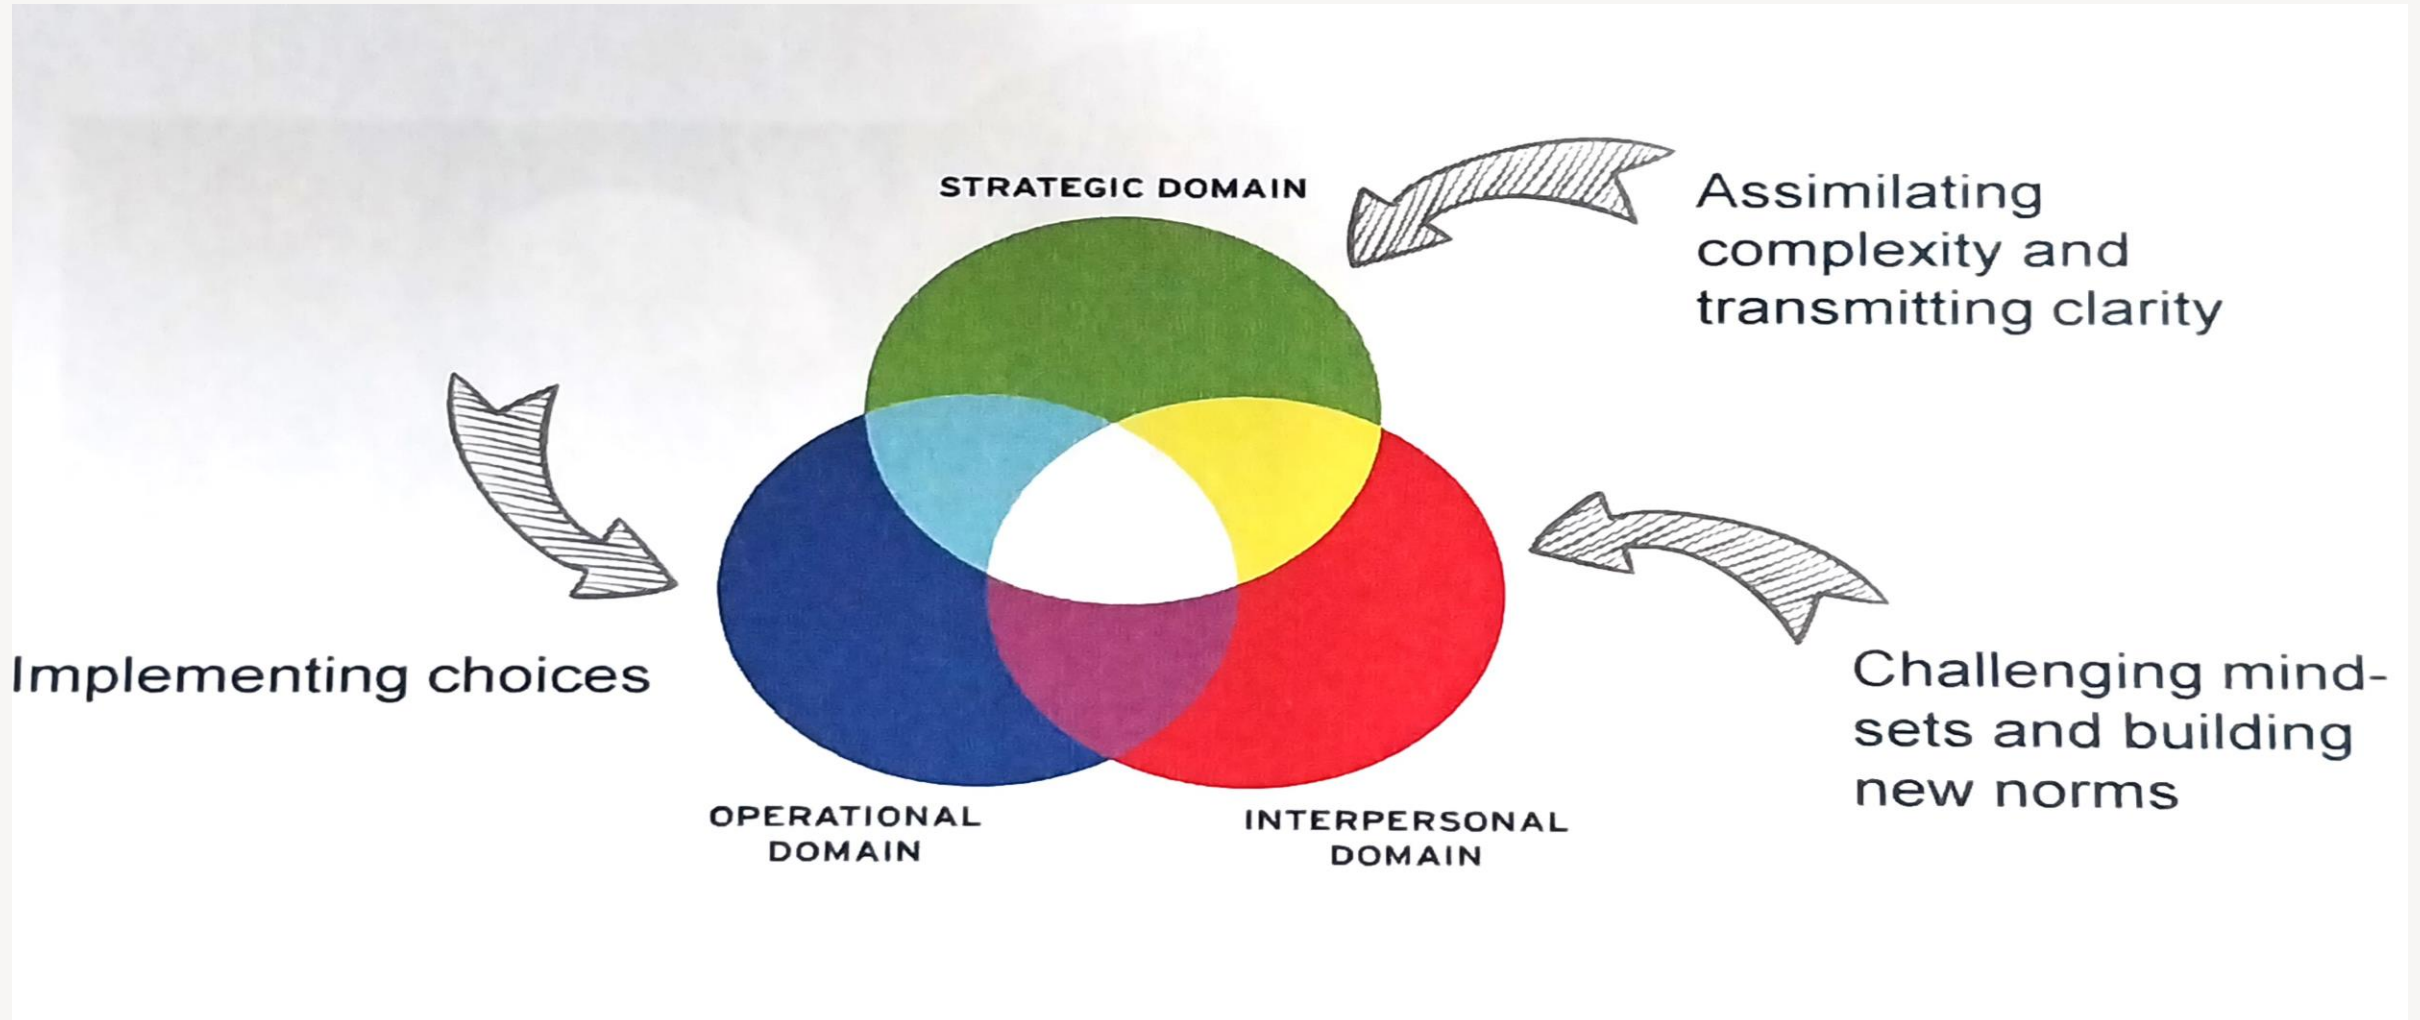 STRATEGIC DOMAIN
Assimilating
complexity and
transmitting clarity
Implementing choices
Challenging mind-
sets and building
new norms
OPERATIONAL
DOMAIN
INTERPERSONAL
DOMAIN